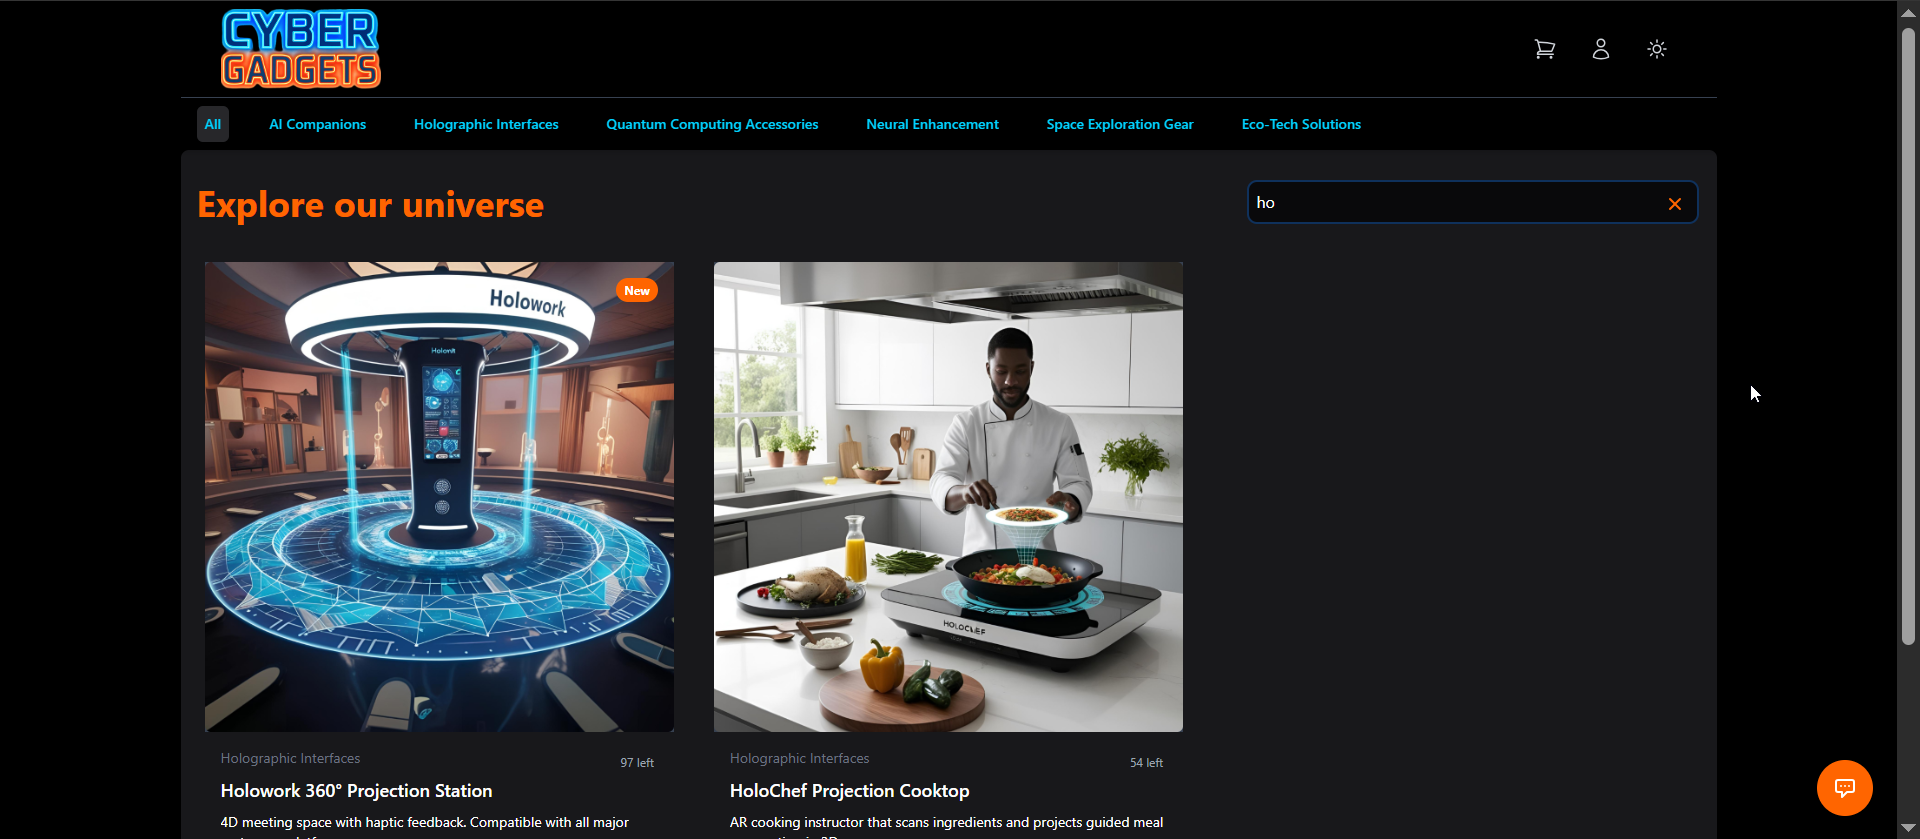 CYBER
GADGETS
All
AI Companions
Holographic Interfaces
Quantum Computing Accessories
Neural Enhancement
Space Exploration Gear
Eco-Tech Solutions
Explore our universe
ho
Holowork
New
HOLOCHEF
Holographic Interfaces
97 left
Holowork 360° Projection Station
4D meeting space with haptic feedback. Compatible with all major
Holographic Interfaces
54 left
HoloChef Projection Cooktop
AR cooking instructor that scans ingredients and projects guided meal